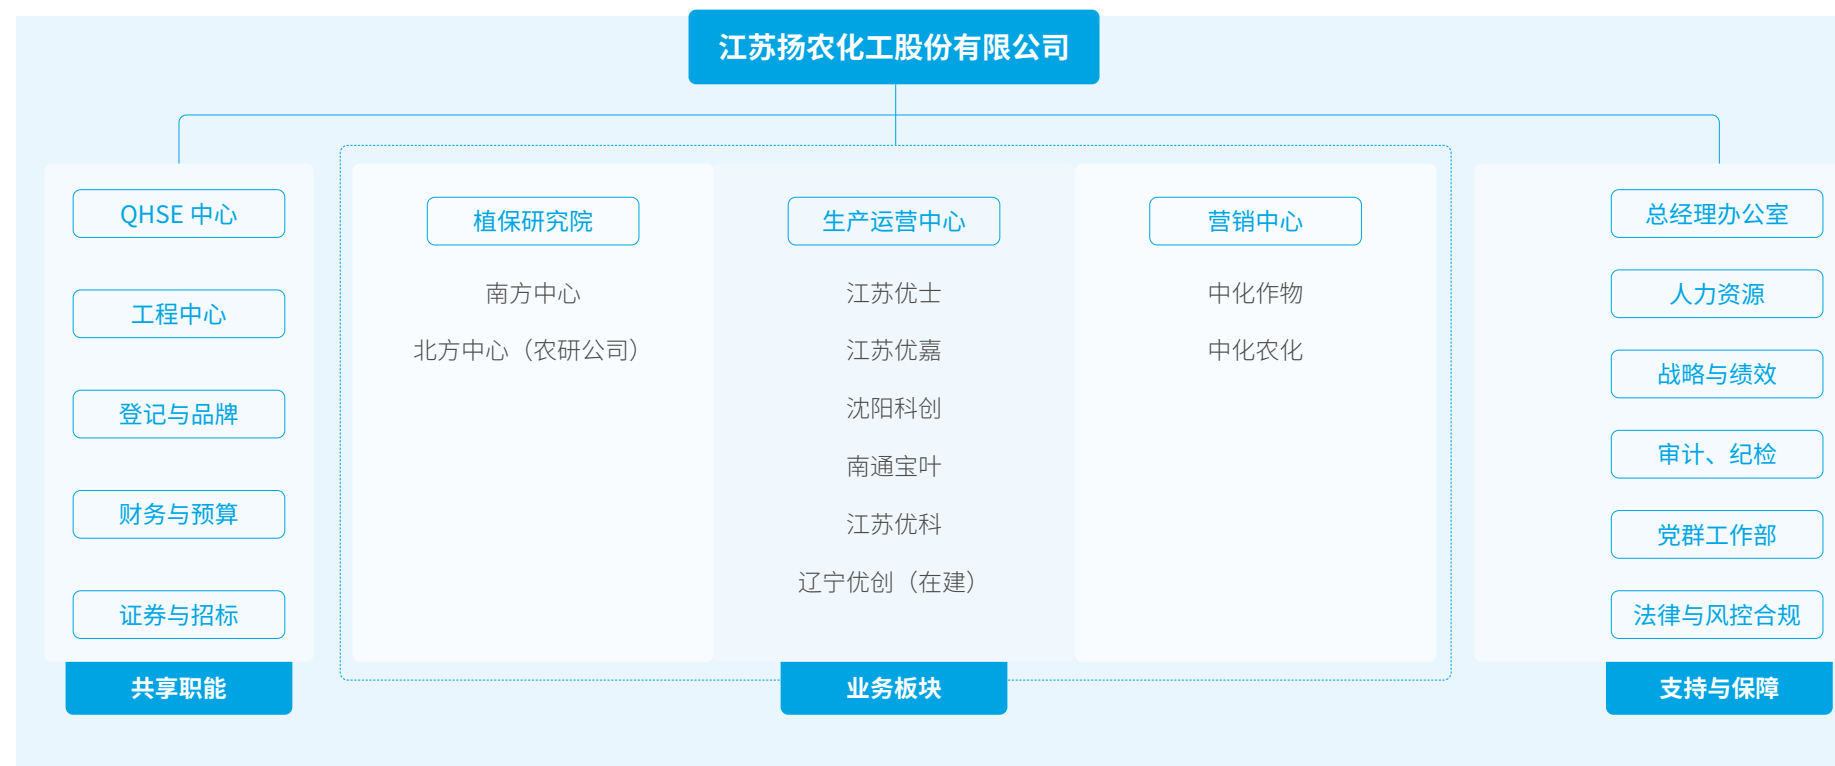 江苏扬农化工股份有限公司
QHSE 中心
工程中心
登记与品牌
财务与预算
证券与招标
共享职能
植保研究院
南方中心
北方中心（农研公司）
生产运营中心
江苏优士
江苏优嘉
沈阳科创
南通宝叶
江苏优科
辽宁优创（在建）
营销中心
中化作物
中化农化
业务板块
总经理办公室
人力资源
战略与绩效
审计、纪检
党群工作部
法律与风控合规
支持与保障